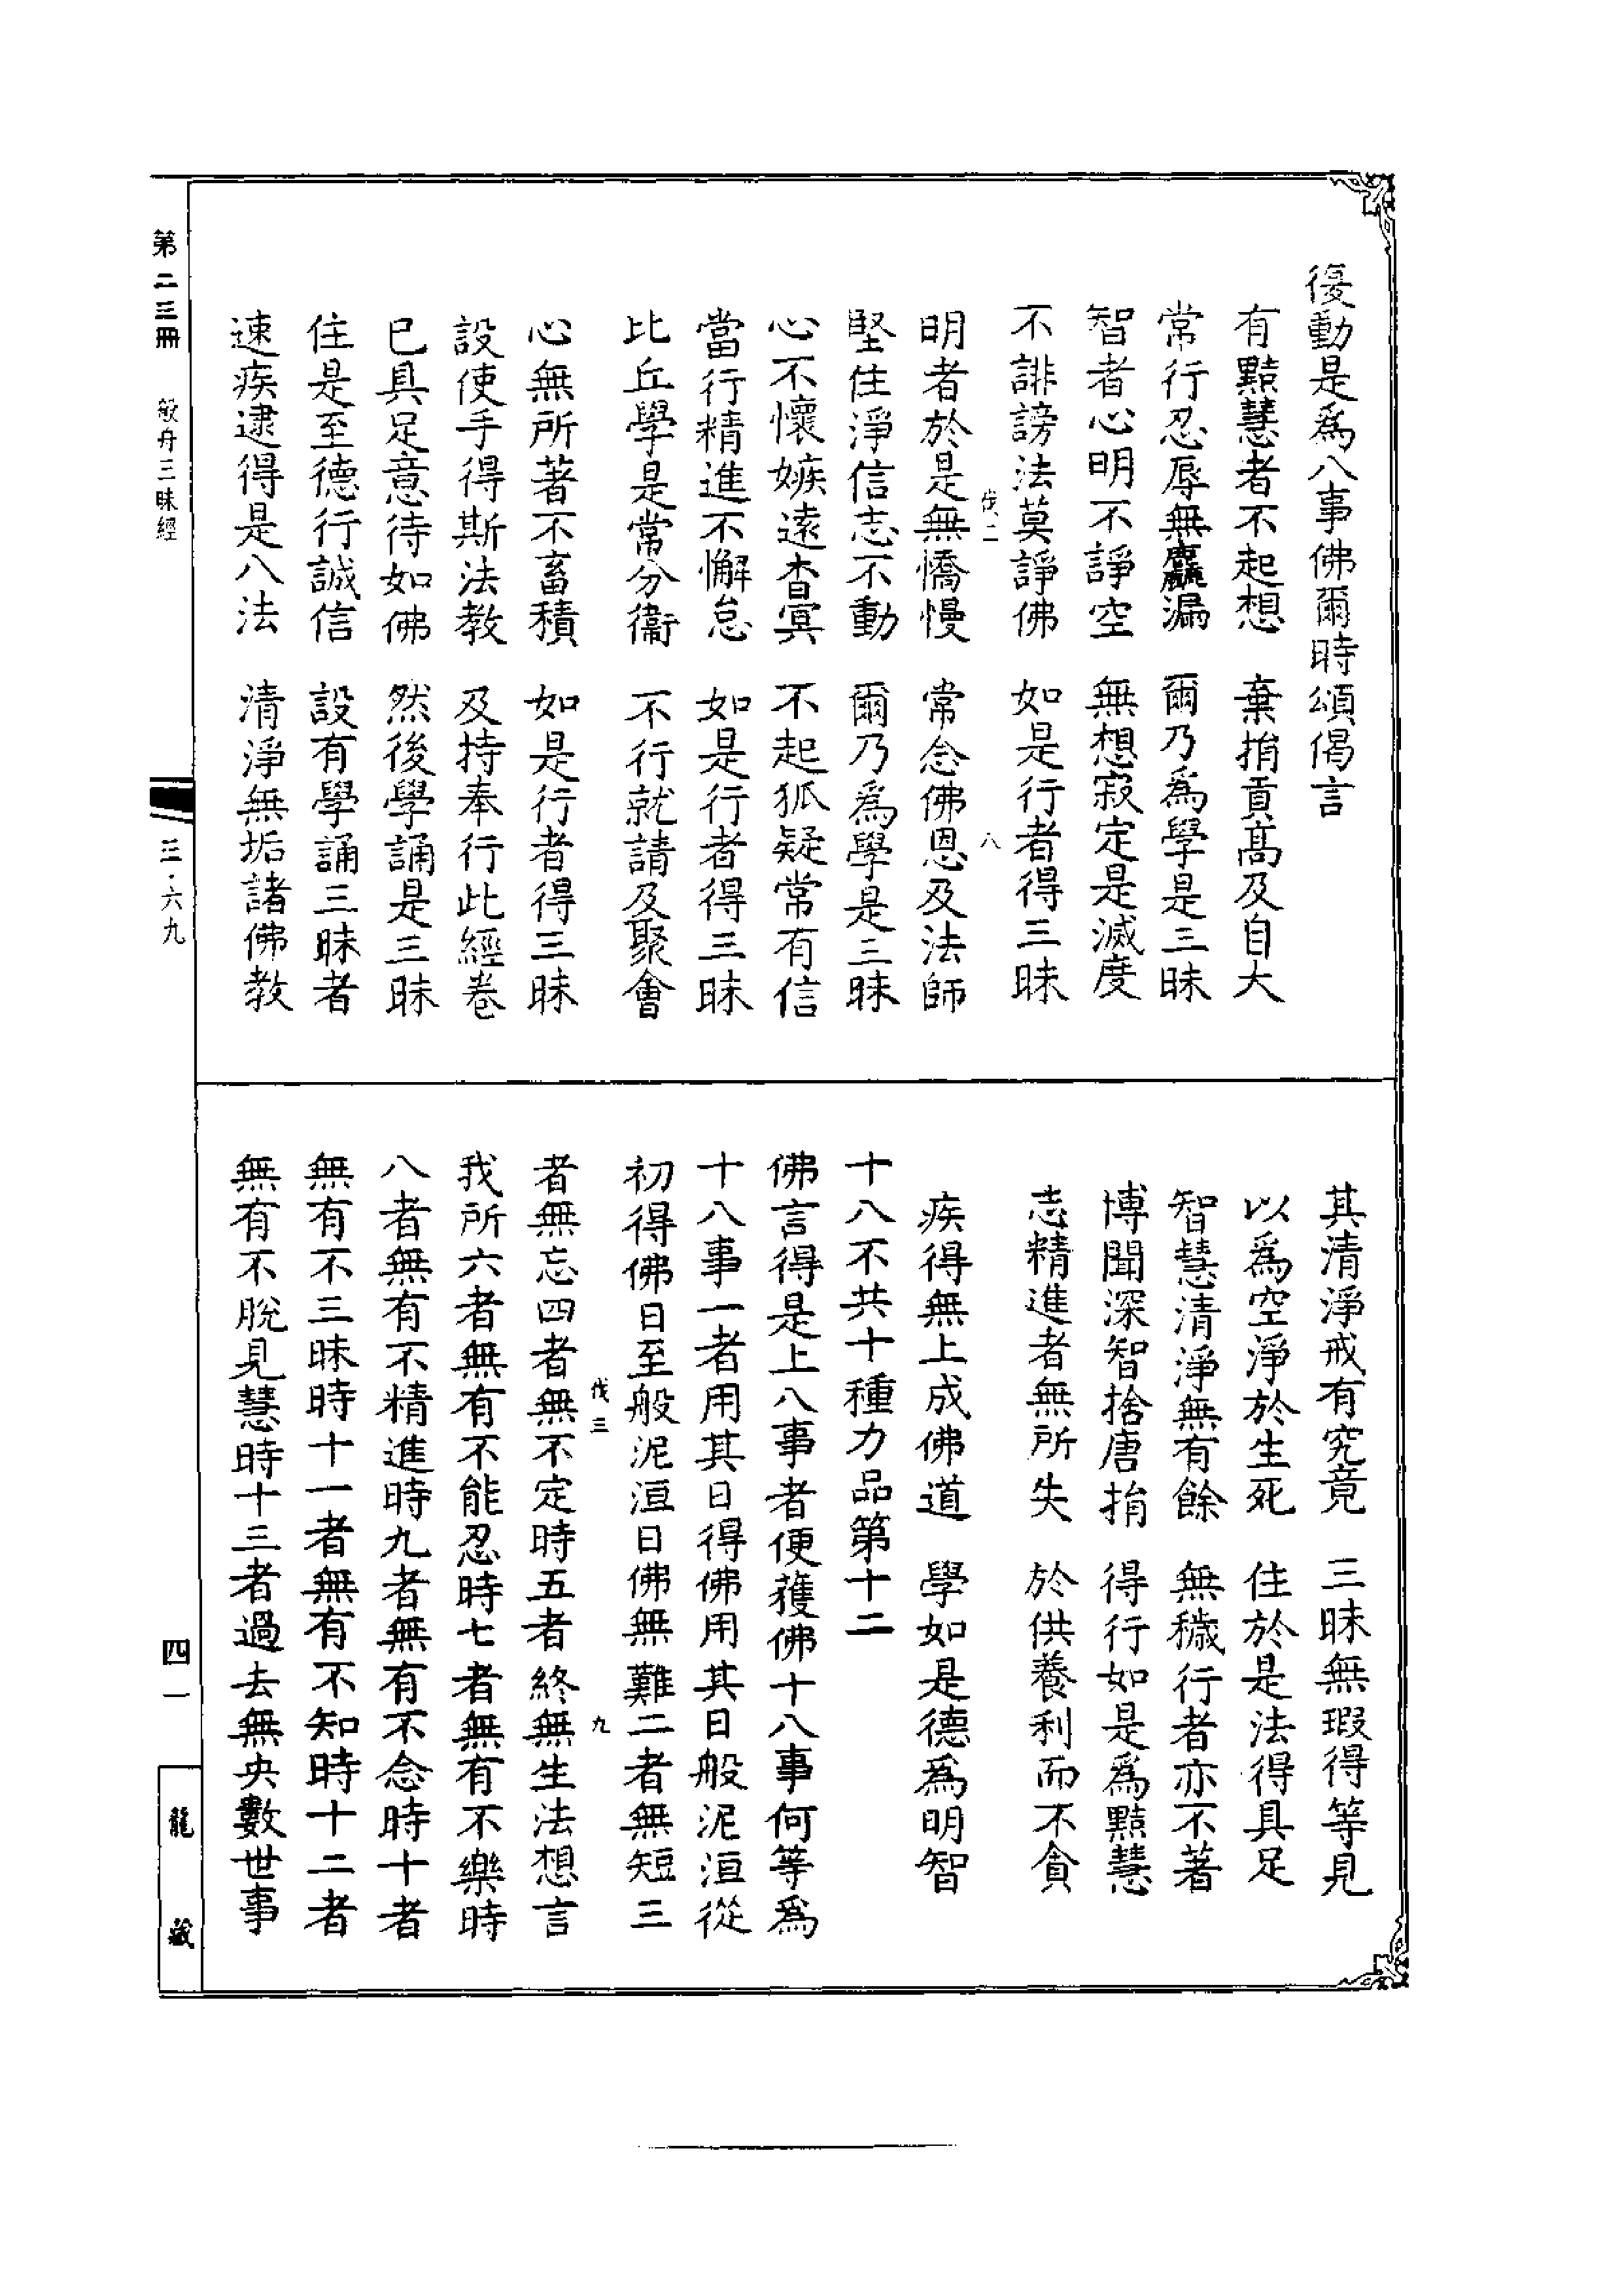 復動是爲八事佛爾時頌偈言
有黠慧者不起想　棄捐貢髙及自大
常行忍辱無麤漏　爾乃爲學是三昧
智者心明不諍空　無想寂定是滅度
不誹謗法莫諍佛　如是行者得三昧
伐二　八
明者於是無憍慢　常念佛恩及法師
堅住淨信志不動　爾乃爲學是三昧
心不懷嫉遠杳冥　不起狐疑常有信
當行精進不懈怠　如是行者得三昧
比丘學是常分衞　不行就請及聚會
心無所著不畜積　如是行者得三昧
設使手得斯法教　及持奉行此經卷
已具足意待如佛　然後學誦是三昧
住是至德行誠信　設有學誦三昧者
速疾逮得是八法　清淨無垢諸佛教
其清淨戒有究竟　三昧無瑕得等見
以爲空淨於生死　住於是法得具足
智慧清淨無有餘　無穢行者亦不著
博聞深智捨唐捐　得行如是爲黠慧
志精進者無所失　於供養利而不貪
疾得無上成佛道　學如是德爲明智
十八不共十種力品第十二
佛言得是上八事者便獲佛十八事何等爲
十八事一者用其日得佛用其日般泥洹從
初得佛日至般泥洹日佛無難二者無短三
伐三　九
者無忘四者無不定時五者終無生法想言
我所六者無有不能忍時七者無有不樂時
八者無有不精進時九者無有不念時十者
無有不三昧時十一者無有不知時十二者
無有不脫見慧時十三者過去無央數世事
第二三冊　般舟三昧經
三·六九
四一
龍藏